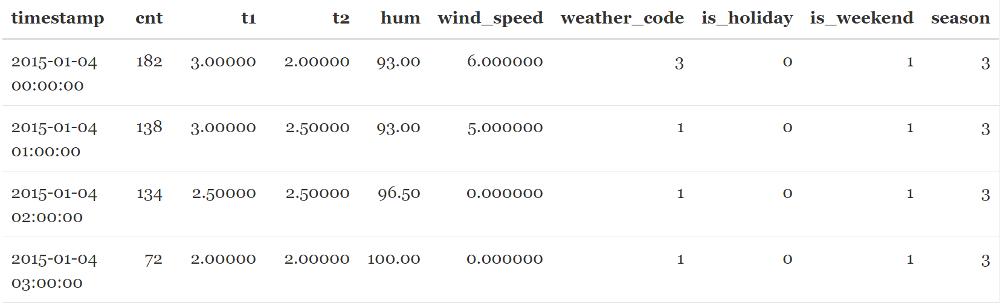 timestamp cnt t1 t2 hum wind_speed weather_code is_holiday is_weekend season
2015-01-04 182 3.00000 2.00000 93.00 6.000000 3 0 1 3
00:00:00
2015-01-04 138 3.00000 2.50000 93.00 5.000000 1 0 1 3
01:00:00
2015-01-04 134 2.50000 2.50000 96.50 0.000000 1 0 1 3
02:00:00
2015-01-04 72 2.00000 2.00000 100.00 0.000000 1 0 1 3
03:00:00